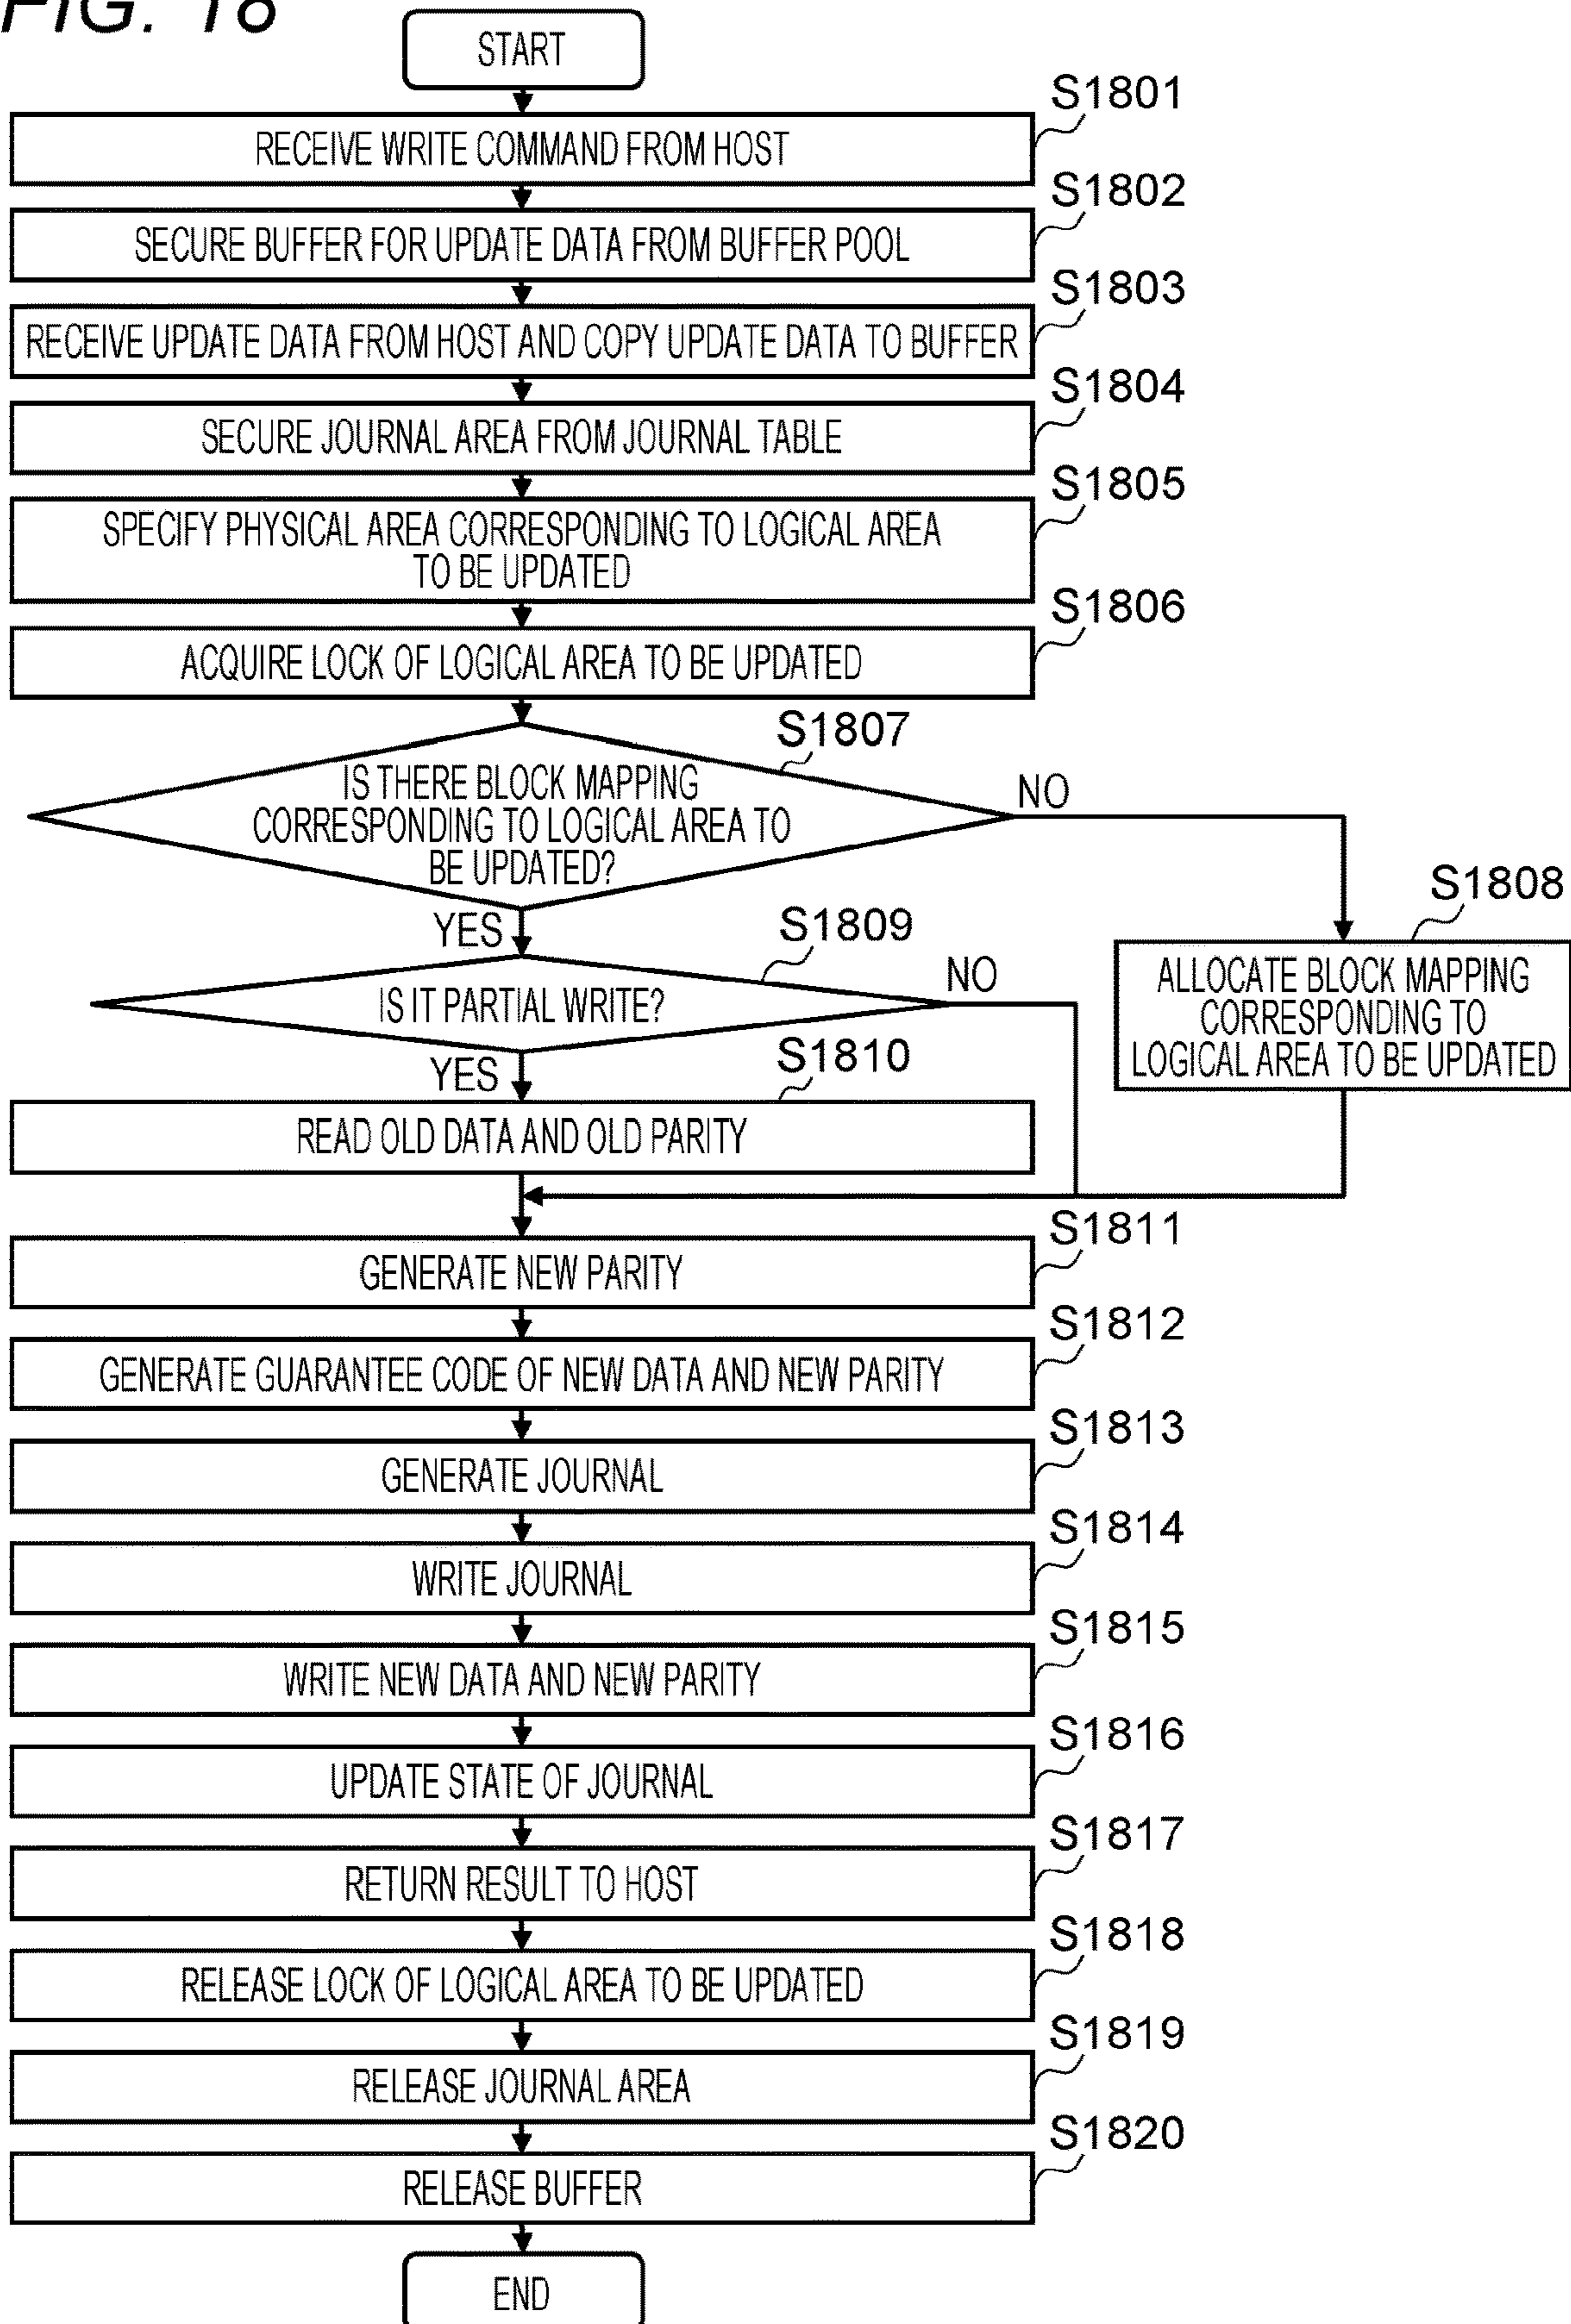 FIG. 18
START
S1801
RECEIVE WRITE COMMAND FROM HOST
S1802
SECURE BUFFER FOR UPDATE DATA FROM BUFFER POOL
S1803
RECEIVE UPDATE DATA FROM HOST AND COPY UPDATE DATA TO BUFFER
S1804
SECURE JOURNAL AREA FROM JOURNAL TABLE
S1805
SPECIFY PHYSICAL AREA CORRESPONDING TO LOGICAL AREA
TO BE UPDATED
S1806
ACQUIRE LOCK OF LOGICAL AREA TO BE UPDATED
S1807
IS THERE BLOCK MAPPING
CORRESPONDING TO LOGICAL AREA TO
BE UPDATED?
NO
YES
S1808
ALLOCATE BLOCK MAPPING
CORRESPONDING TO
LOGICAL AREA TO BE UPDATED
S1809
IS IT PARTIAL WRITE?
NO
YES
S1810
READ OLD DATA AND OLD PARITY
S1811
GENERATE NEW PARITY
S1812
GENERATE GUARANTEE CODE OF NEW DATA AND NEW PARITY
S1813
GENERATE JOURNAL
S1814
WRITE JOURNAL
S1815
WRITE NEW DATA AND NEW PARITY
S1816
UPDATE STATE OF JOURNAL
S1817
RETURN RESULT TO HOST
S1818
RELEASE LOCK OF LOGICAL AREA TO BE UPDATED
S1819
RELEASE JOURNAL AREA
S1820
RELEASE BUFFER
END